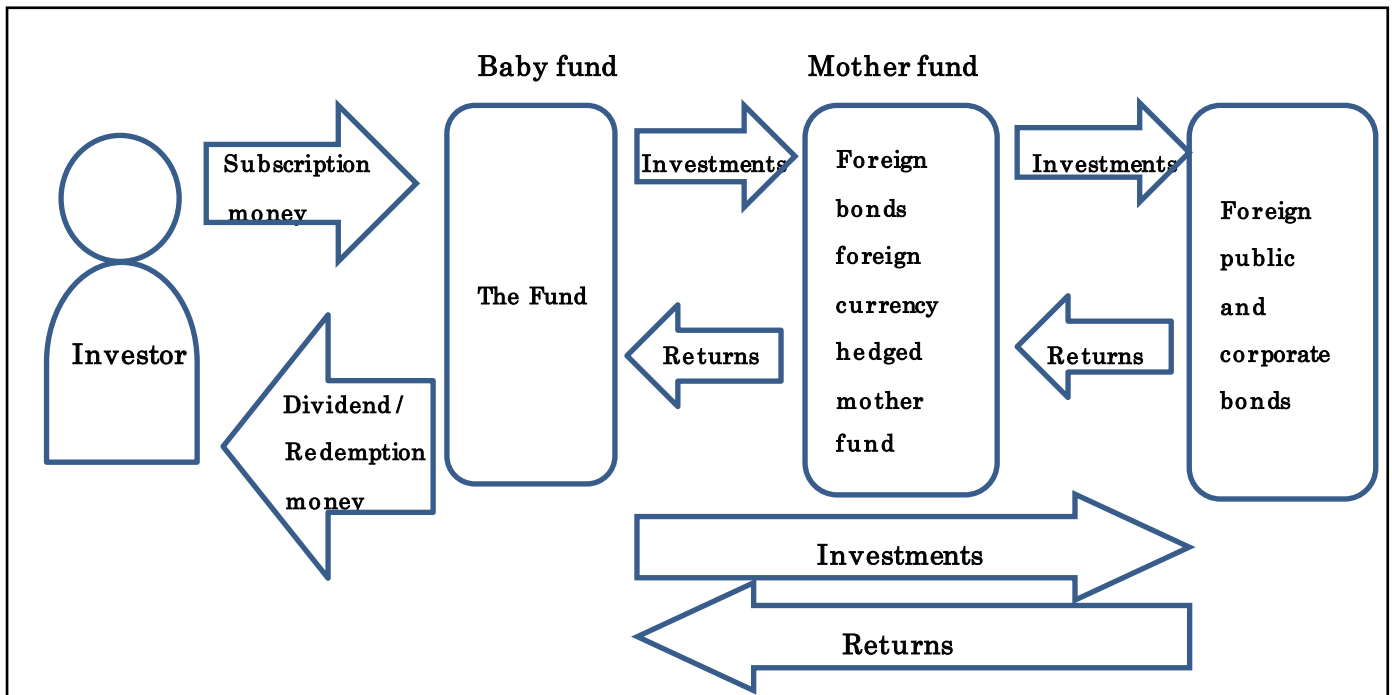 Baby fund
Mother fund
Subscription
money
Investments
Foreign
bonds
foreign
currency
hedged
mother
fund
Investments
Foreign
public
and
corporate
bonds
The Fund
Investor
Returns
Returns
Dividend/
Redemption
money
Investments
Returns